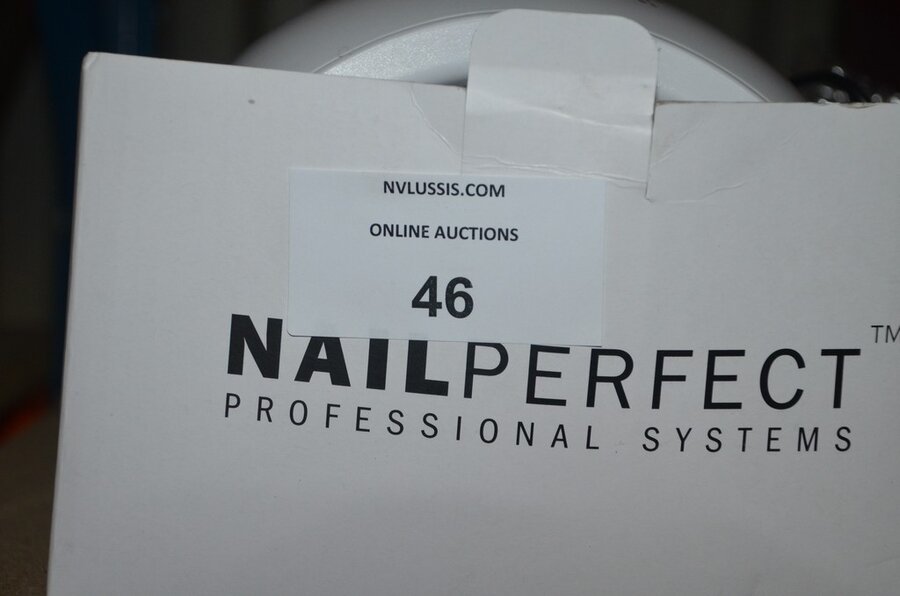 NVLUSSIS.COM
ONLINE AUCTIONS
46
NAILPERFECT™
PROFESSIONAL SYSTEMS